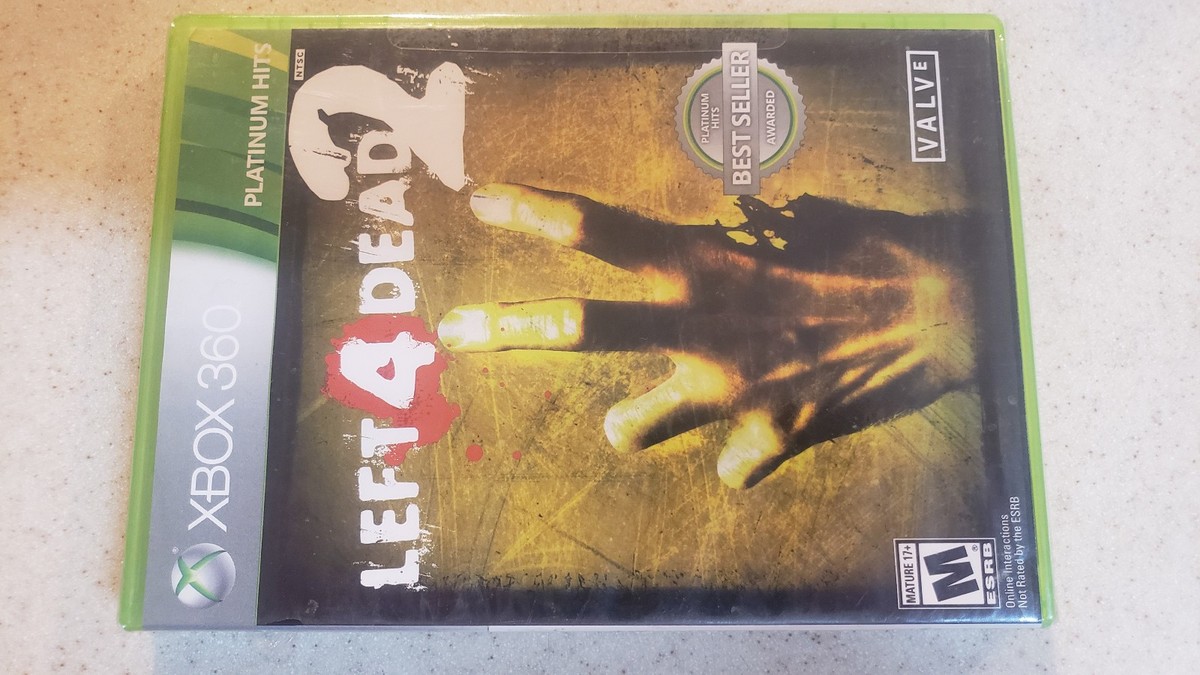 XBOX 360
PLATINUM HITS
NTSC
LEFT 4 DEAD 2
PLATINUM
HITS
BEST SELLER
AWARDED
MATURE 17+
M
ESRB
Online Interactions
Not Rated by the ESRB
VALVE